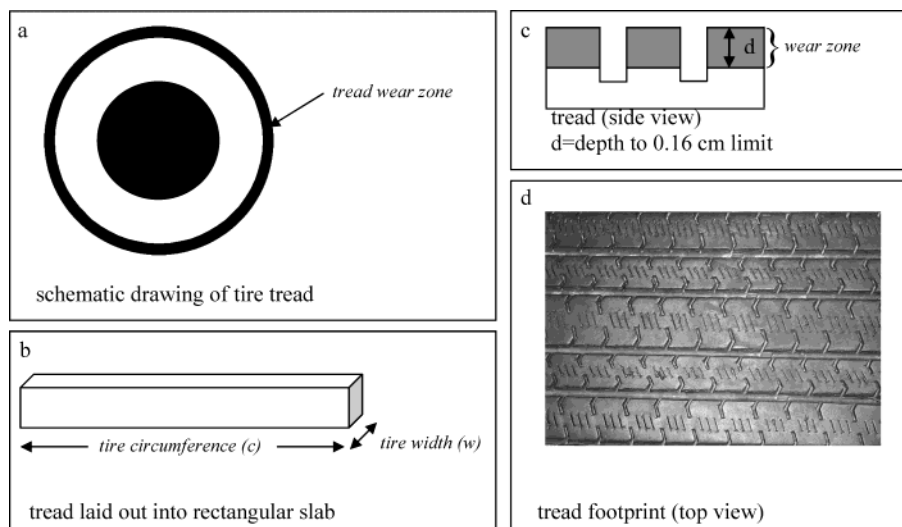 a
tread wear zone
schematic drawing of tire tread
b
tire circumference (c)
tire width (w)
tread laid out into rectangular slab
c
d
wear zone
tread (side view)
d=depth to 0.16 cm limit
d
tread footprint (top view)